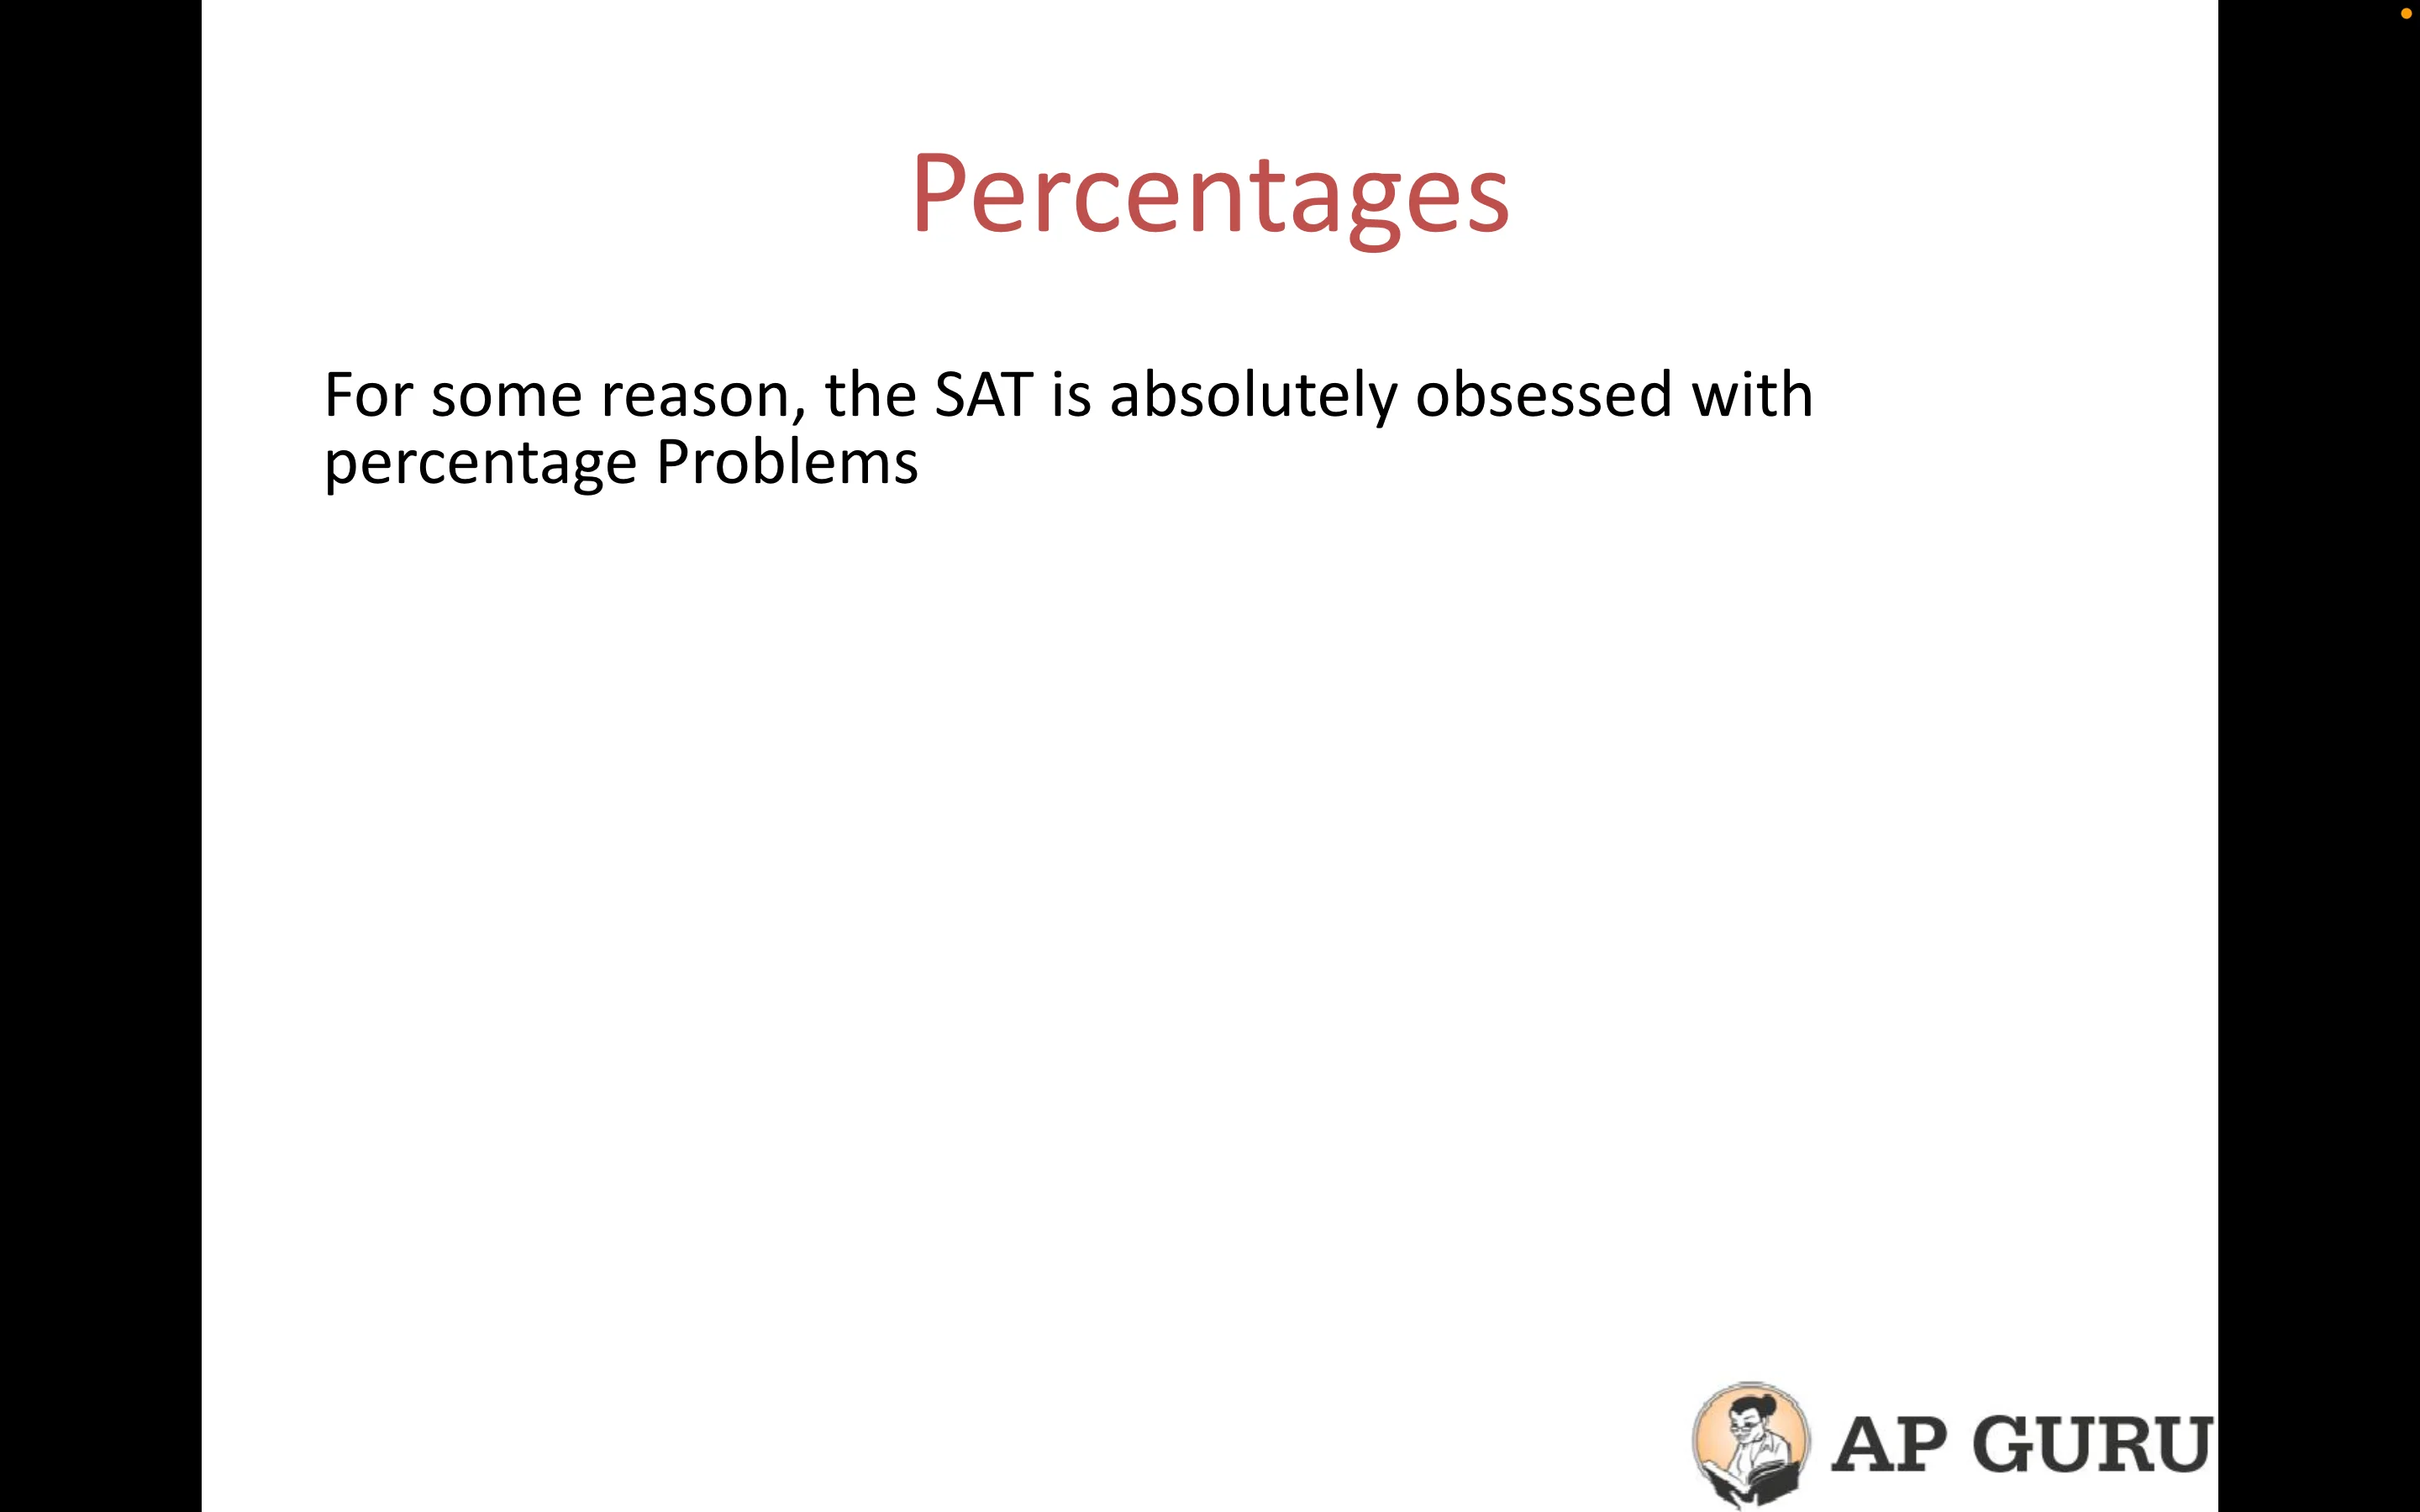 Percentages
For some reason, the SAT is absolutely obsessed with
percentage Problems
AP GURU